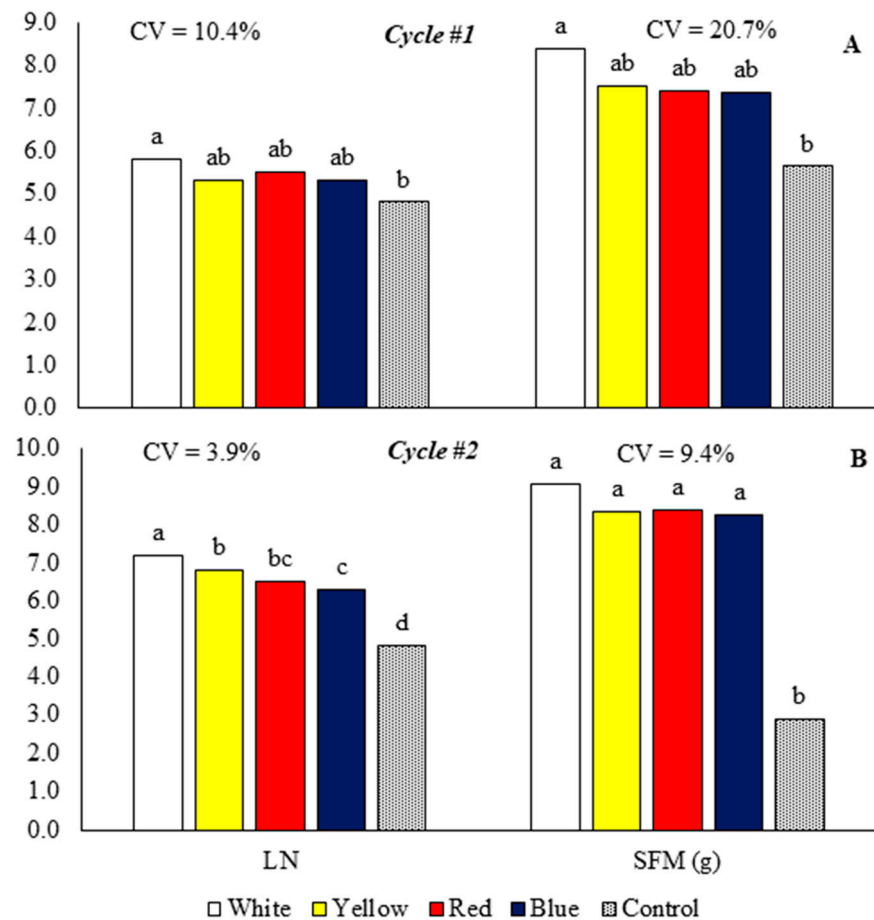 9.0
CV = 10.4% Cycle #1 CV = 20.7% A
a
8.0
ab ab ab
7.0
6.0
a ab ab ab b b
5.0
4.0
3.0
2.0
1.0
0.0
10.0
CV = 3.9% Cycle #2 CV = 9.4% B
a
9.0
a a a
8.0
a b bc c
7.0
6.0
d
5.0
4.0
b
3.0
2.0
1.0
0.0
LN SFM (g)
White Yellow Red Blue Control